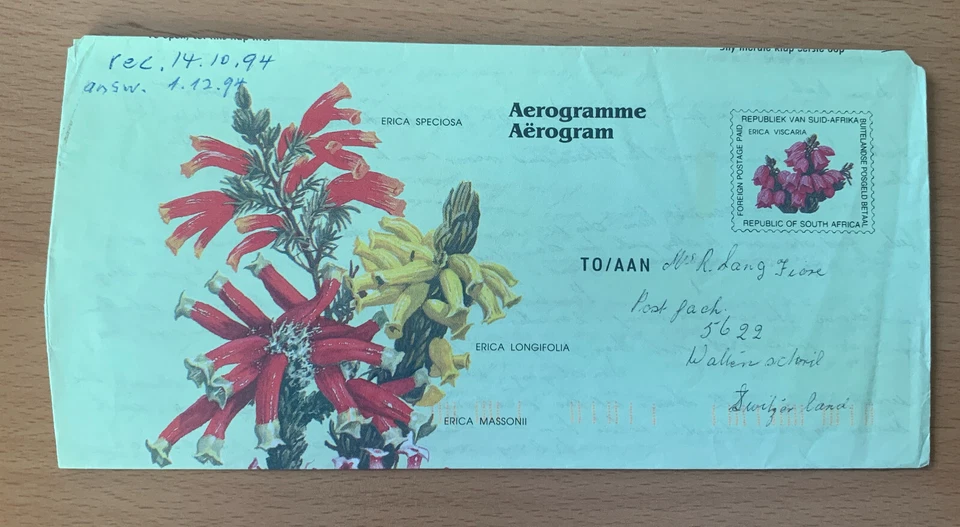 rec. 14.10.94
answ. 1.12.94
ERICA SPECIOSA
Aerogramme
Aërogram
REPUBLIEK VAN SUID-AFRIKA
ERICA VISCARIA
FOREIGN POSTAGE PAID
BUITELANDSE POSGELD BETAAL
REPUBLIC OF SOUTH AFRICA
TO/AAN Mrs R. Lang Fiore
Postfach
5622
Waltenschwil
Switzerland
ERICA LONGIFOLIA
ERICA MASSONII